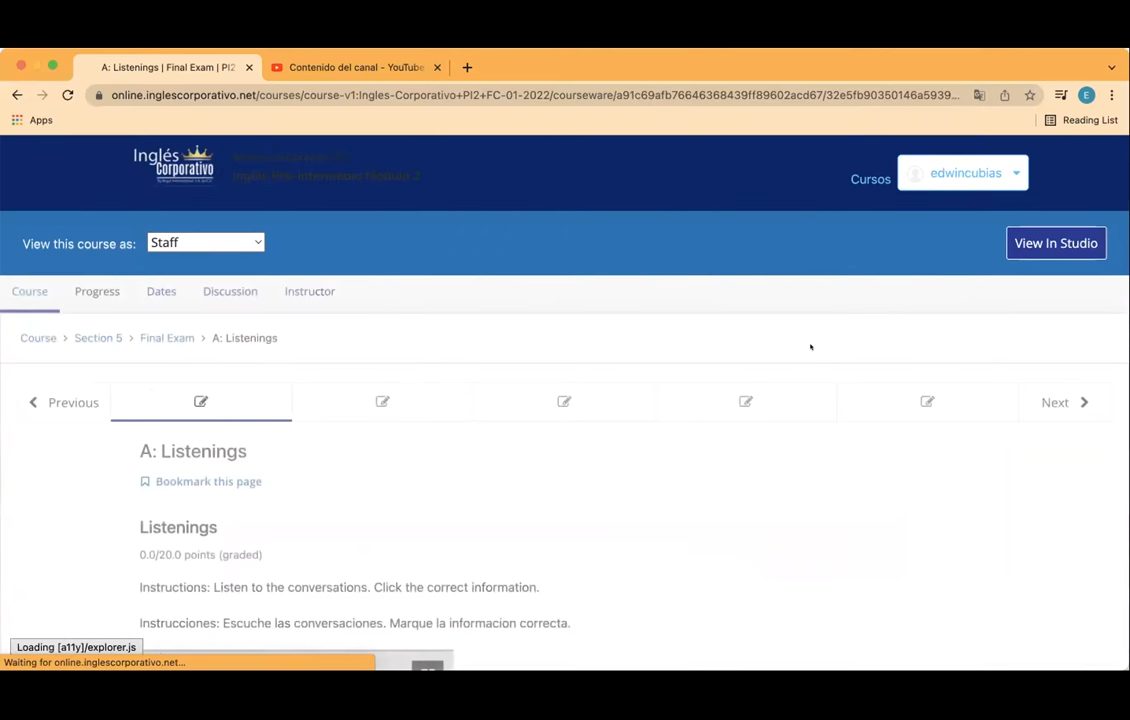 A: Listenings | Final Exam | PI2
Contenido del canal - YouTube
online.inglescorporativo.net/courses/course-v1:Ingles-Corporativo+PI2+FC-01-2022/courseware/a91c69afb76646368439ff89602acd67/32e5fb90350146a5939...
E
Apps
Reading List
Inglés
Corporativo
Cursos
edwincubias
View this course as:
Staff
View In Studio
Course
Progress
Dates
Discussion
Instructor
Course > Section 5 > Final Exam > A: Listenings
Previous
Next
A: Listenings
Bookmark this page
Listenings
0.0/20.0 points (graded)
Instructions: Listen to the conversations. Click the correct information.
Instrucciones: Escuche las conversaciones. Marque la informacion correcta.
Loading [a11y]/explorer.js
Waiting for online.inglescorporativo.net...